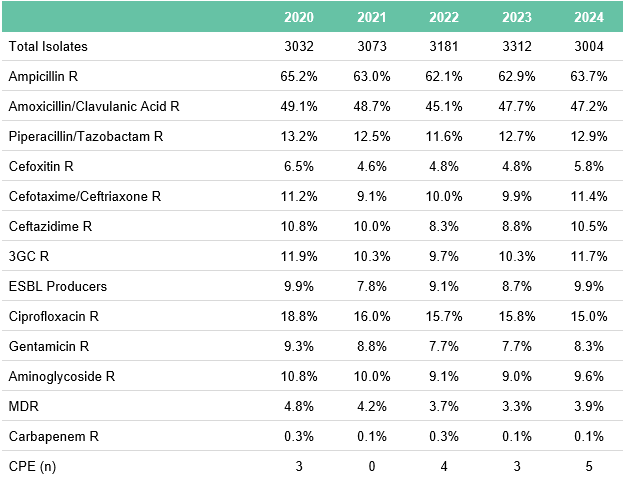 2020 2021 2022 2023 2024
Total Isolates 3032 3073 3181 3312 3004
Ampicillin R 65.2% 63.0% 62.1% 62.9% 63.7%
Amoxicillin/Clavulanic Acid R 49.1% 48.7% 45.1% 47.7% 47.2%
Piperacillin/Tazobactam R 13.2% 12.5% 11.6% 12.7% 12.9%
Cefoxitin R 6.5% 4.6% 4.8% 4.8% 5.8%
Cefotaxime/Ceftriaxone R 11.2% 9.1% 10.0% 9.9% 11.4%
Ceftazidime R 10.8% 10.0% 8.3% 8.8% 10.5%
3GC R 11.9% 10.3% 9.7% 10.3% 11.7%
ESBL Producers 9.9% 7.8% 9.1% 8.7% 9.9%
Ciprofloxacin R 18.8% 16.0% 15.7% 15.8% 15.0%
Gentamicin R 9.3% 8.8% 7.7% 7.7% 8.3%
Aminoglycoside R 10.8% 10.0% 9.1% 9.0% 9.6%
MDR 4.8% 4.2% 3.7% 3.3% 3.9%
Carbapenem R 0.3% 0.1% 0.3% 0.1% 0.1%
CPE (n) 3 0 4 3 5